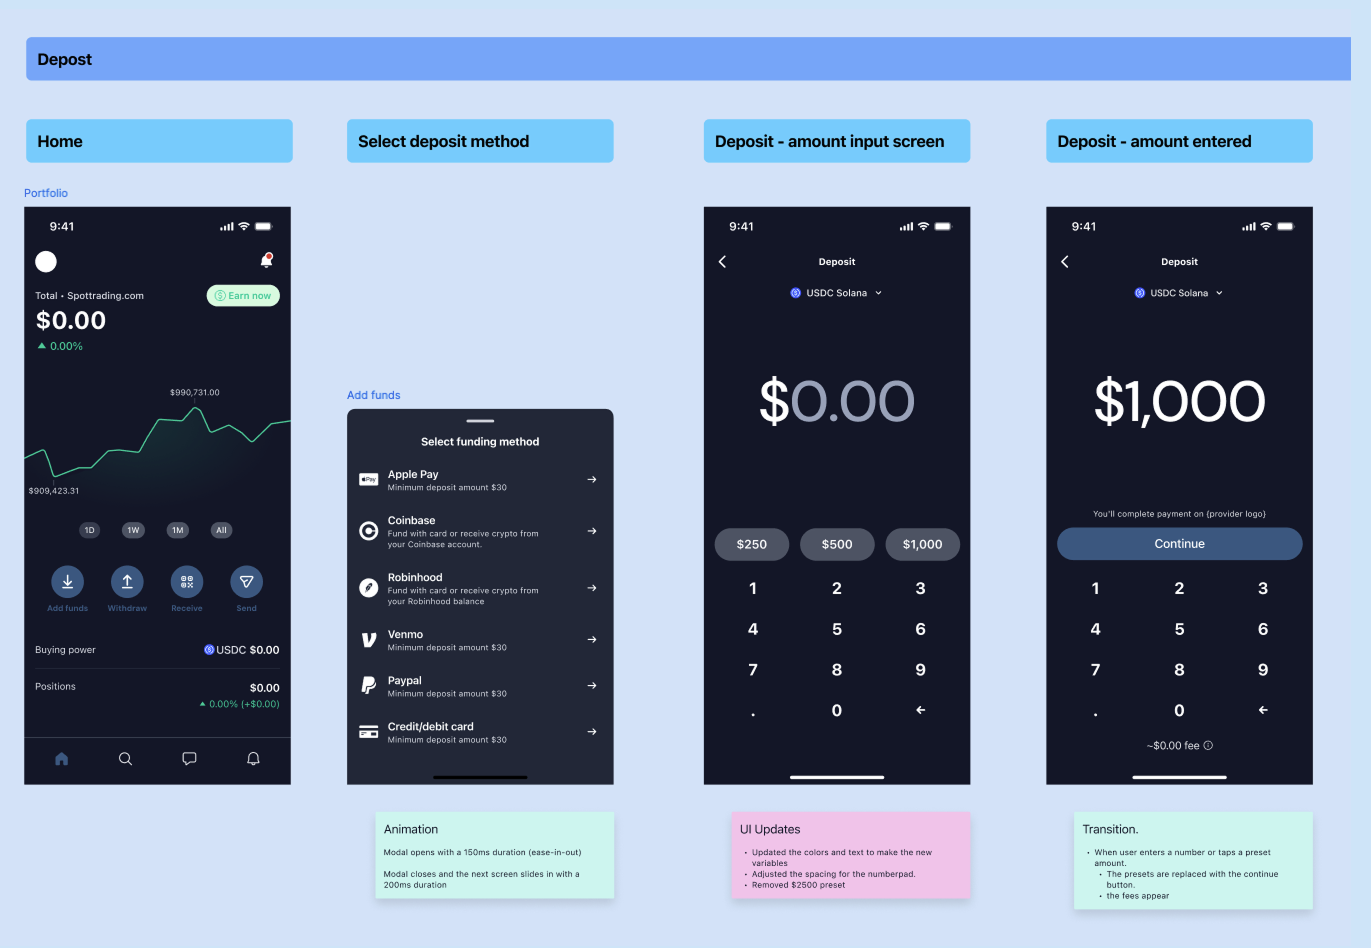 Depost
Home
Select deposit method
Deposit - amount input screen
Deposit - amount entered
Portfolio
9:41
Total • Spottrading.com
Earn now
$0.00
0.00%
$990,731.00
$909,423.31
1D
1W
1M
All
Add funds
Withdraw
Receive
Send
Buying power
USDC $0.00
Positions
$0.00
0.00% (+$0.00)
Add funds
Select funding method
Pay
Apple Pay
Minimum deposit amount $30
Coinbase
Fund with card or receive crypto from
your Coinbase account.
Robinhood
Fund with card or receive crypto from
your Robinhood balance
Venmo
Minimum deposit amount $30
Paypal
Minimum deposit amount $30
Credit/debit card
Minimum deposit amount $30
Animation
Modal opens with a 150ms duration (ease-in-out)
Modal closes and the next screen slides in with a
200ms duration
9:41
Deposit
USDC Solana
$0.00
$250
$500
$1,000
1 2 3
4 5 6
7 8 9
. 0
UI Updates
• Updated the colors and text to make the new
variables
• Adjusted the spacing for the numberpad.
• Removed $2500 preset
9:41
Deposit
USDC Solana
$1,000
You'll complete payment on {provider logo}
Continue
1 2 3
4 5 6
7 8 9
. 0
~$0.00 fee
Transition.
• When user enters a number or taps a preset
amount.
• The presets are replaced with the continue
button.
• the fees appear